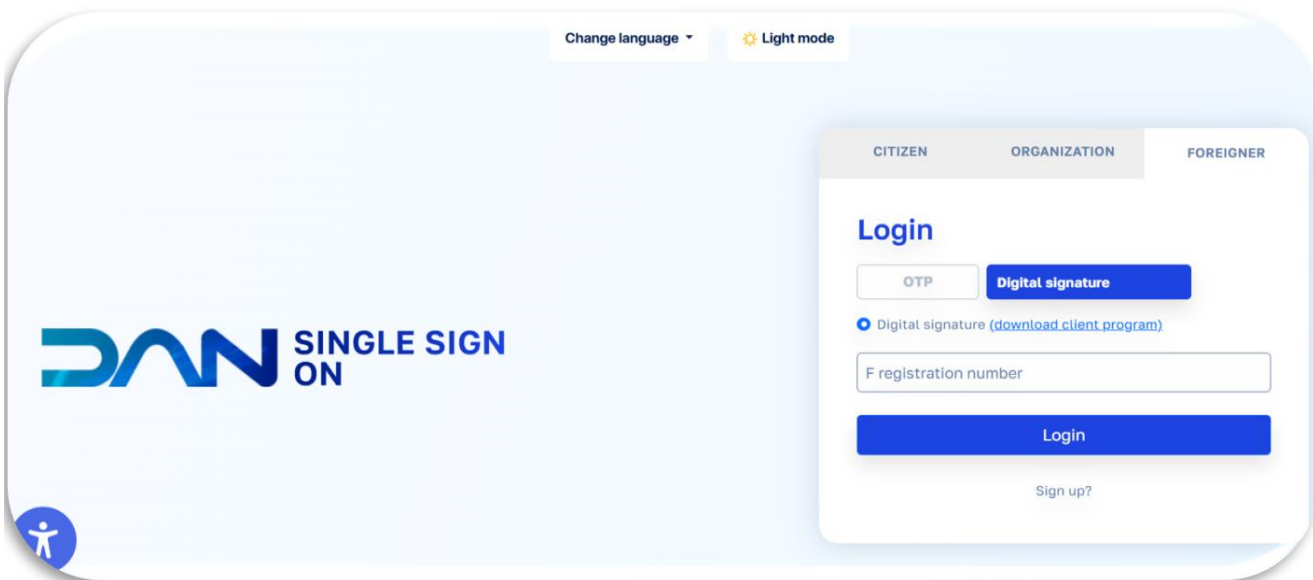 Change language
Light mode
CITIZEN ORGANIZATION FOREIGNER
Login
OTP Digital signature
Digital signature (download client program)
F registration number
Login
Sign up?
DAN SINGLE SIGN
ON